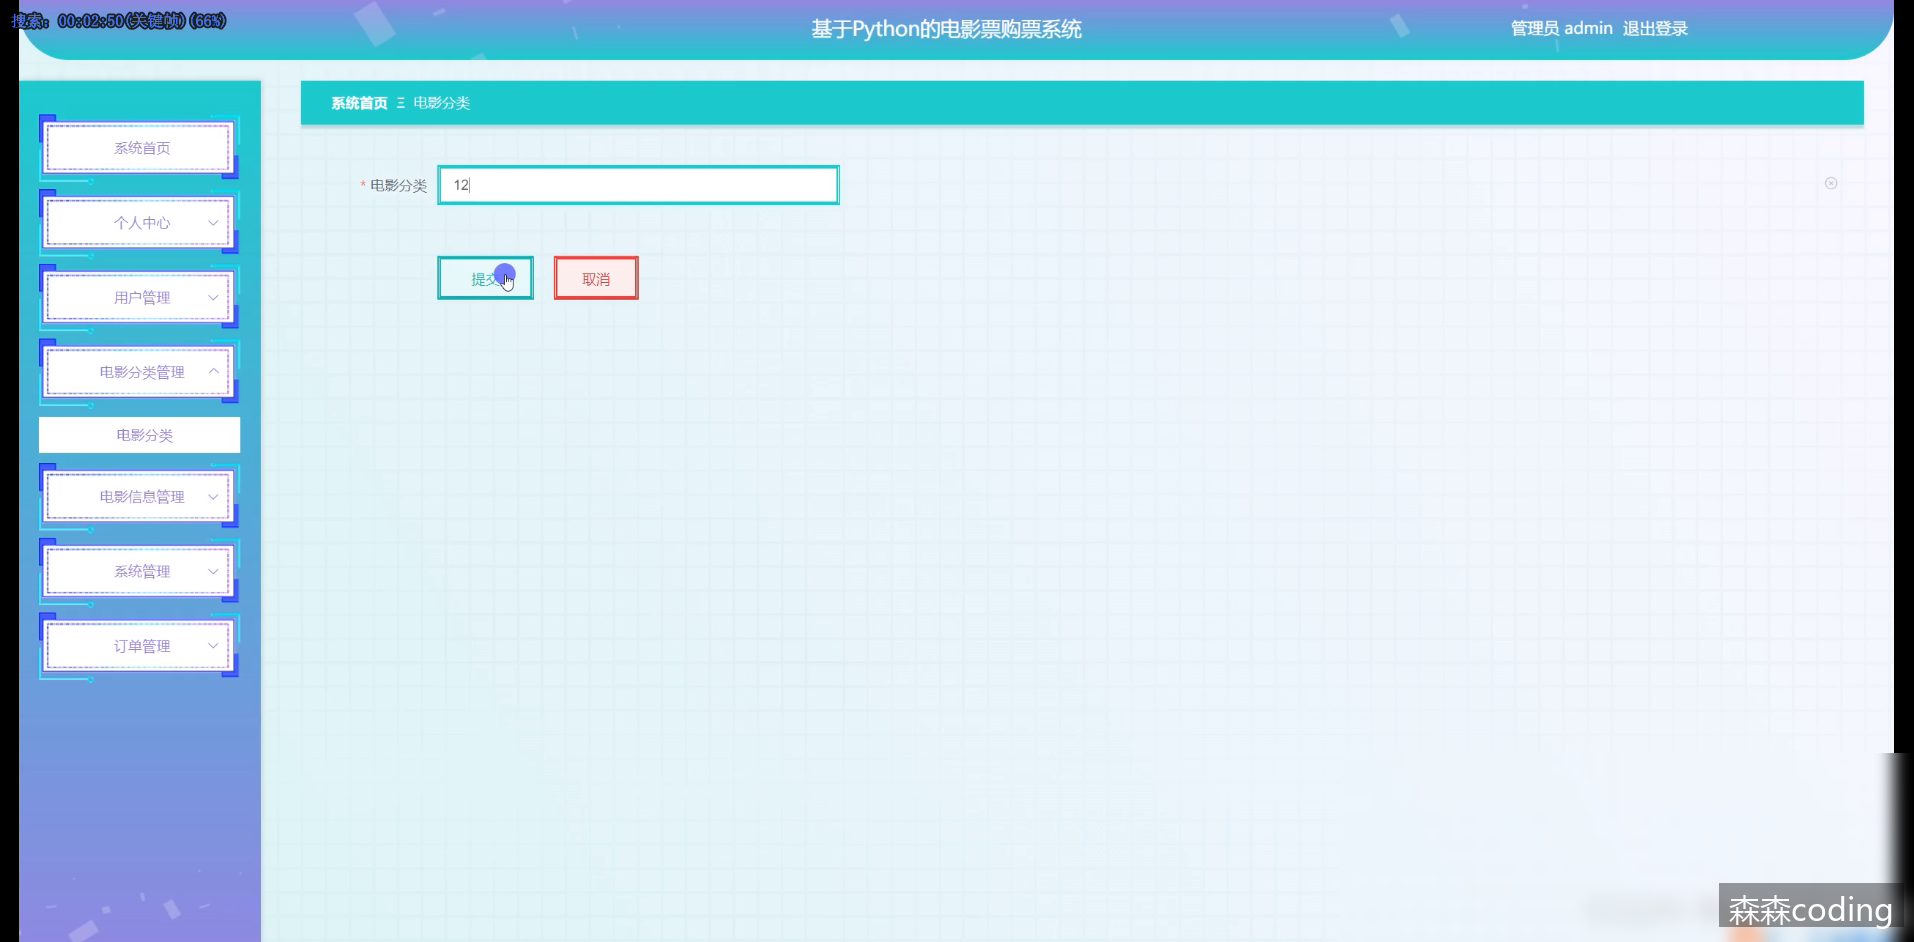 搜索: 00:02:50(关键帧)(66%)
基于Python的电影票购票系统
管理员 admin 退出登录
系统首页 电影分类
系统首页
个人中心
用户管理
电影分类管理
电影分类
电影信息管理
系统管理
订单管理
* 电影分类 12
提交 取消
森森coding